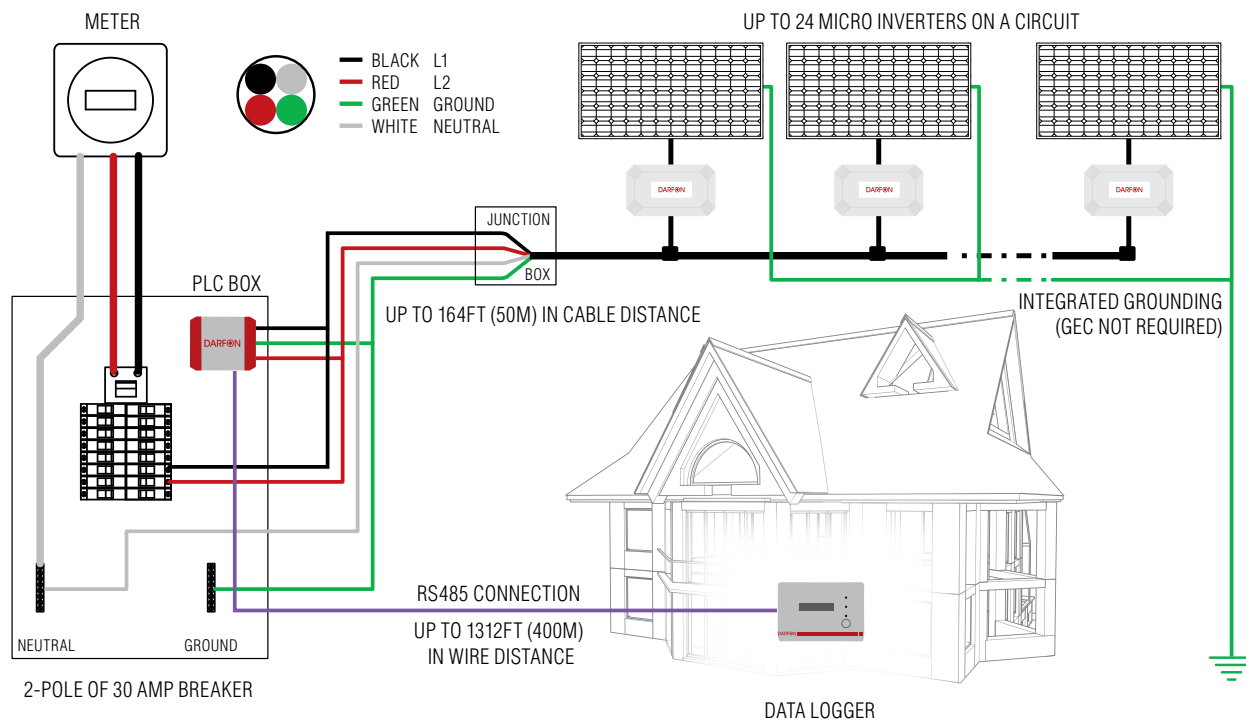 METER
UP TO 24 MICRO INVERTERS ON A CIRCUIT
BLACK L1
RED L2
GREEN GROUND
WHITE NEUTRAL
DARFON
DARFON
DARFON
JUNCTION
BOX
PLC BOX
UP TO 164FT (50M) IN CABLE DISTANCE
INTEGRATED GROUNDING
(GEC NOT REQUIRED)
DARFON
RS485 CONNECTION
UP TO 1312FT (400M)
IN WIRE DISTANCE
DARFON
NEUTRAL
GROUND
2-POLE OF 30 AMP BREAKER
DATA LOGGER